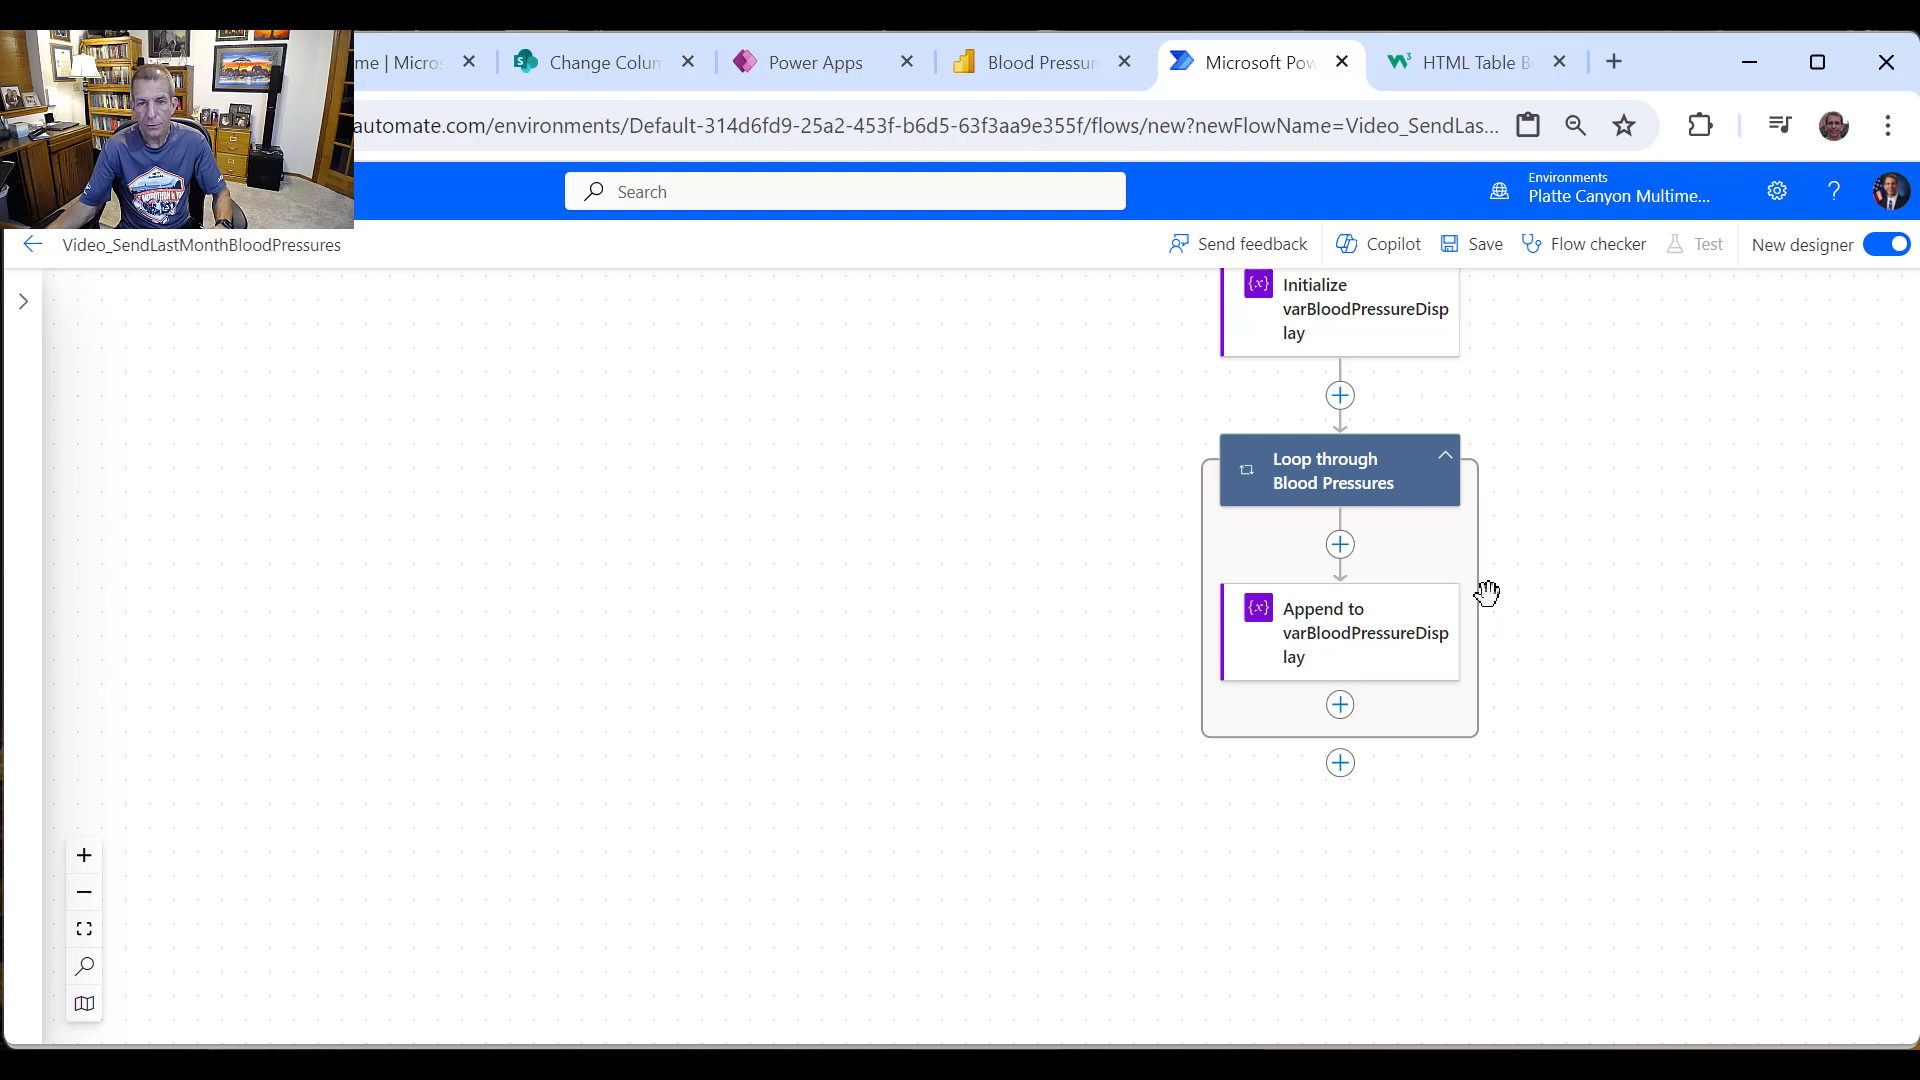 me | Micros
Change Colum
Power Apps
Blood Pressur
Microsoft Pow
HTML Table B
automate.com/environments/Default-314d6fd9-25a2-453f-b6d5-63f3aa9e355f/flows/new?newFlowName=Video_SendLas...
Search
Environments
Platte Canyon Multime...
Video_SendLastMonthBloodPressures
Send feedback
Copilot
Save
Flow checker
Test
New designer
{x}
Initialize
varBloodPressureDisp
lay
Loop through
Blood Pressures
{x}
Append to
varBloodPressureDisp
lay